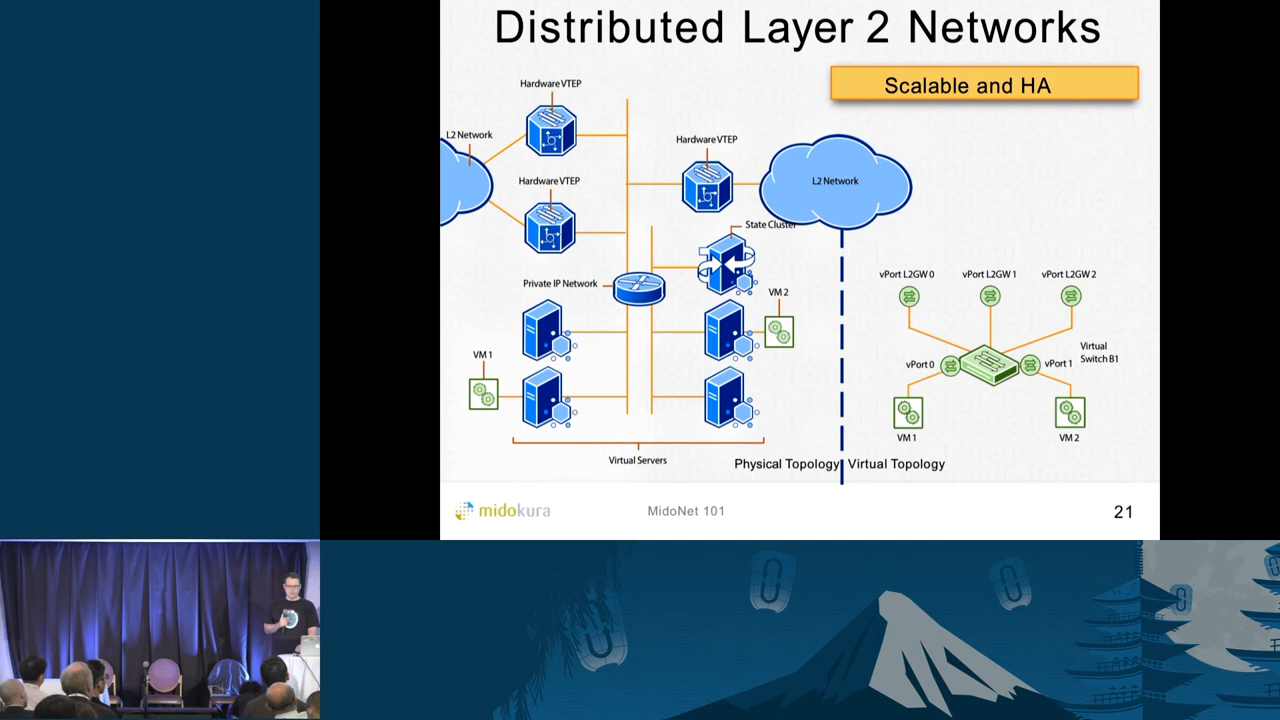 Distributed Layer 2 Networks
Scalable and HA
Hardware VTEP
L2 Network
Hardware VTEP
Hardware VTEP
L2 Network
State Cluster
Private IP Network
VM 2
VM 1
Virtual Servers
Physical Topology
vPort L2GW 0
vPort L2GW 1
vPort L2GW 2
Virtual
Switch B1
vPort 0
vPort 1
VM 1
VM 2
Virtual Topology
midokura
MidoNet 101
21